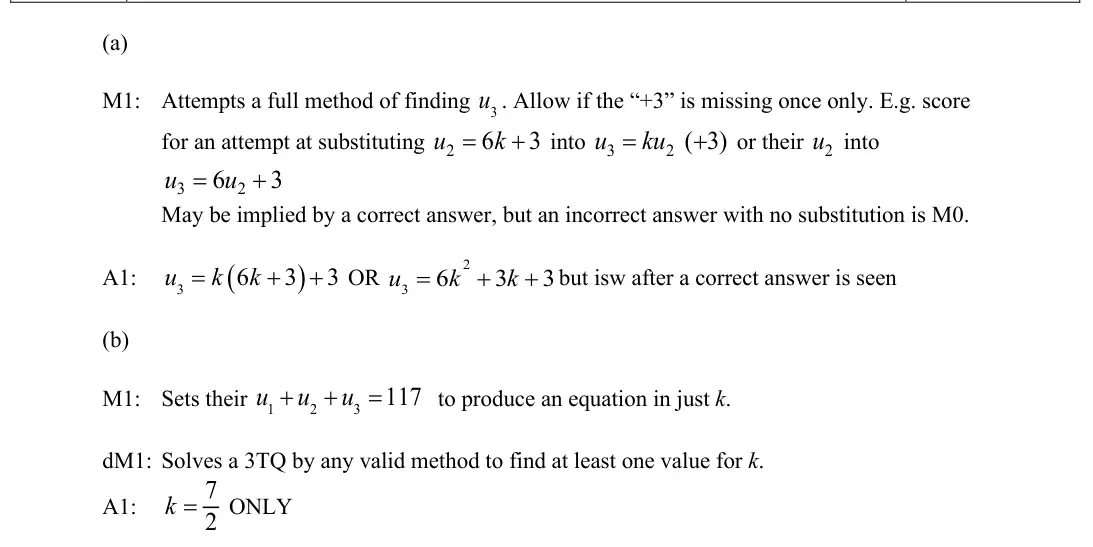 (a)
M1: Attempts a full method of finding u₃ . Allow if the “+3” is missing once only. E.g. score
for an attempt at substituting u₂ = 6k + 3 into u₃ = ku₂ (+3) or their u₂ into
u₃ = 6u₂ + 3
May be implied by a correct answer, but an incorrect answer with no substitution is M0.
A1: u₃ = k(6k + 3) + 3 OR u₃ = 6k² + 3k + 3 but isw after a correct answer is seen
(b)
M1: Sets their u₁ + u₂ + u₃ = 117 to produce an equation in just k.
dM1: Solves a 3TQ by any valid method to find at least one value for k.
A1: k = 7/2 ONLY